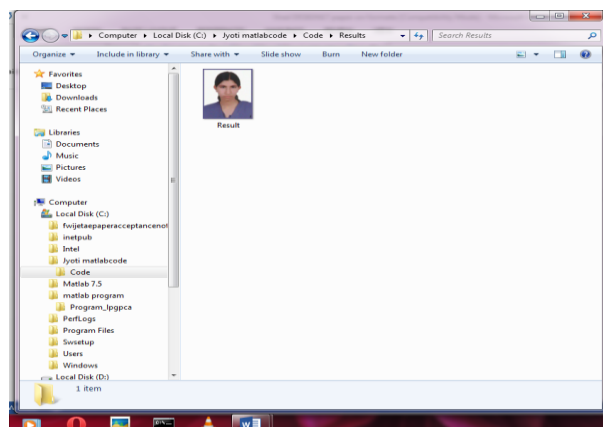 Computer ▸ Local Disk (C:) ▸ Jyoti matlabcode ▸ Code ▸ Results
Search Results
Organize
Include in library
Share with
Slide show
Burn
New folder
Favorites
Desktop
Downloads
Recent Places
Libraries
Documents
Music
Pictures
Videos
Computer
Local Disk (C:)
fwijetaepaperacceptancenot
inetpub
Intel
Jyoti matlabcode
Code
Matlab 7.5
matlab program
Program_lpgpca
PerfLogs
Program Files
Swsetup
Users
Windows
Local Disk (D:)
Result
1 item